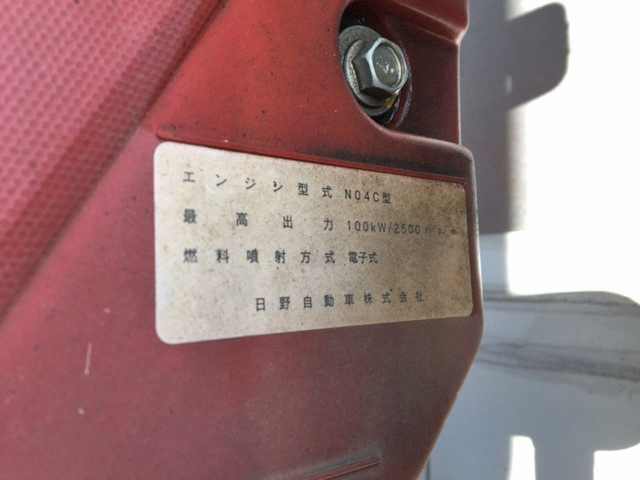 エンジン型式 N04C型
最高出力 100kW/2500
燃料噴射方式 電子式
日野自動車株式会社